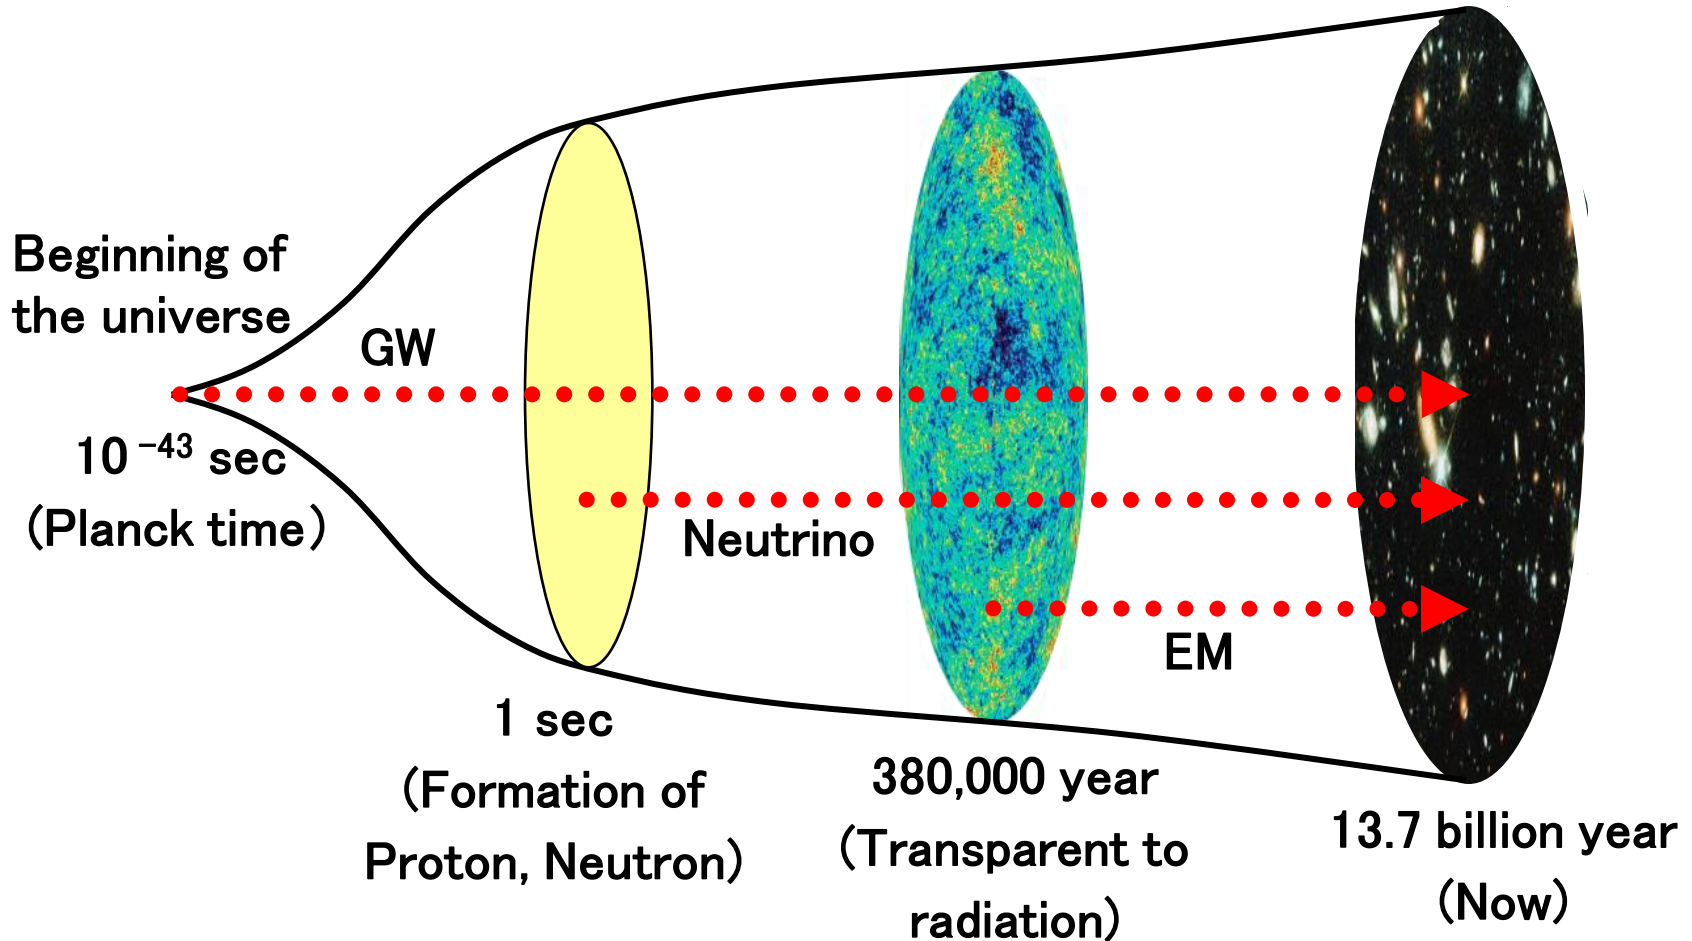 Beginning of
the universe
GW
10⁻⁴³ sec
(Planck time)
Neutrino
EM
1 sec
(Formation of
Proton, Neutron)
380,000 year
(Transparent to
radiation)
13.7 billion year
(Now)